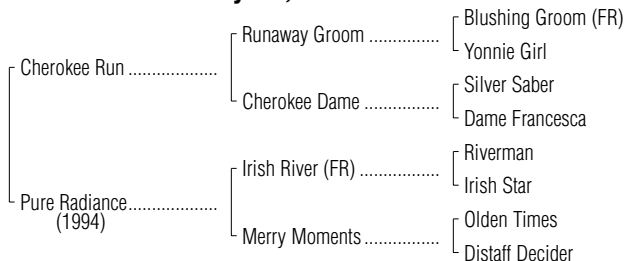 Blushing Groom (FR)
Runaway Groom
Yonnie Girl
Cherokee Run
Silver Saber
Cherokee Dame
Dame Francesca
Riverman
Irish River (FR)
Irish Star
Pure Radiance
(1994)
Olden Times
Merry Moments
Distaff Decider